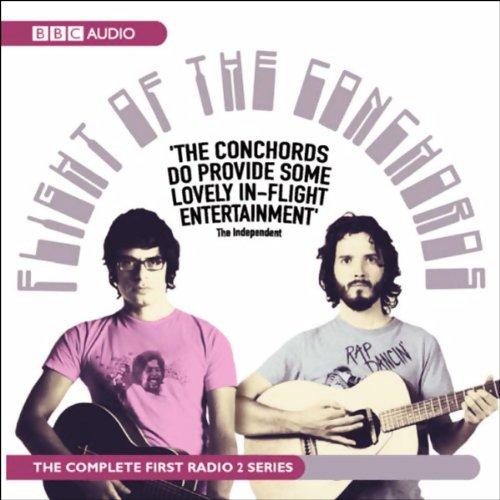 BBC AUDIO
FLIGHT OF THE CONCHORDS
'THE CONCHORDS
DO PROVIDE SOME
LOVELY IN-FLIGHT
ENTERTAINMENT'
The Independent
RAP
DANCIN'
THE COMPLETE FIRST RADIO 2 SERIES